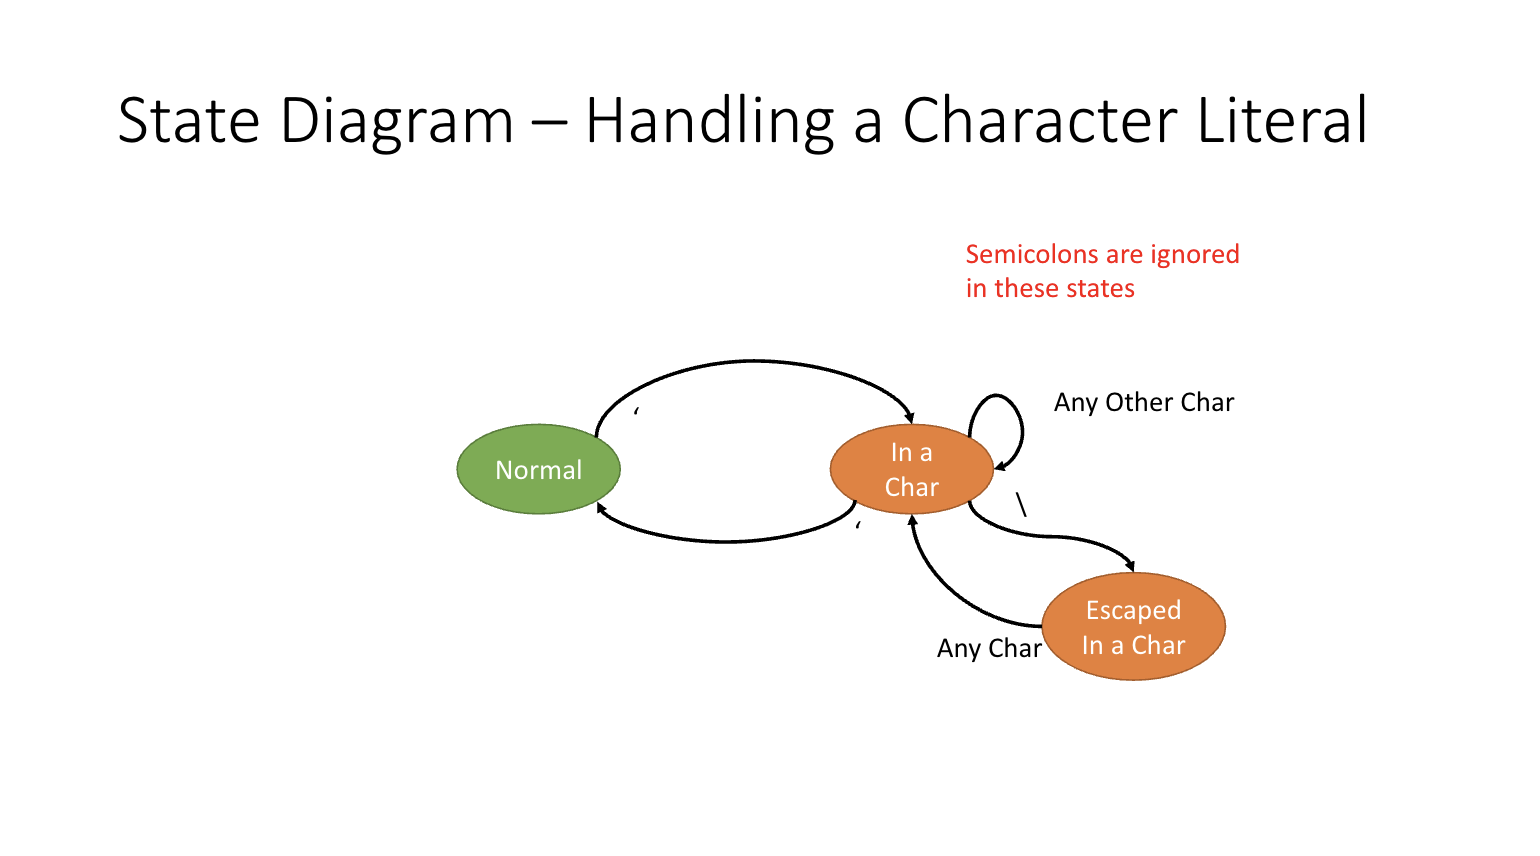 State Diagram – Handling a Character Literal
Semicolons are ignored
in these states
Any Other Char
‘
Normal
In a
Char
\
‘
Escaped
In a Char
Any Char